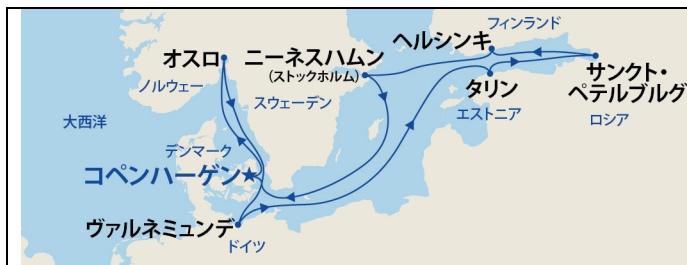 フィンランド
ヘルシンキ
オスロ
ニーネスハムン
(ストックホルム)
サンクト・
ペテルブルグ
ノルウェー
スウェーデン
タリン
エストニア
ロシア
大西洋
デンマーク
コペンハーゲン
ヴァルネミュンデ
ドイツ